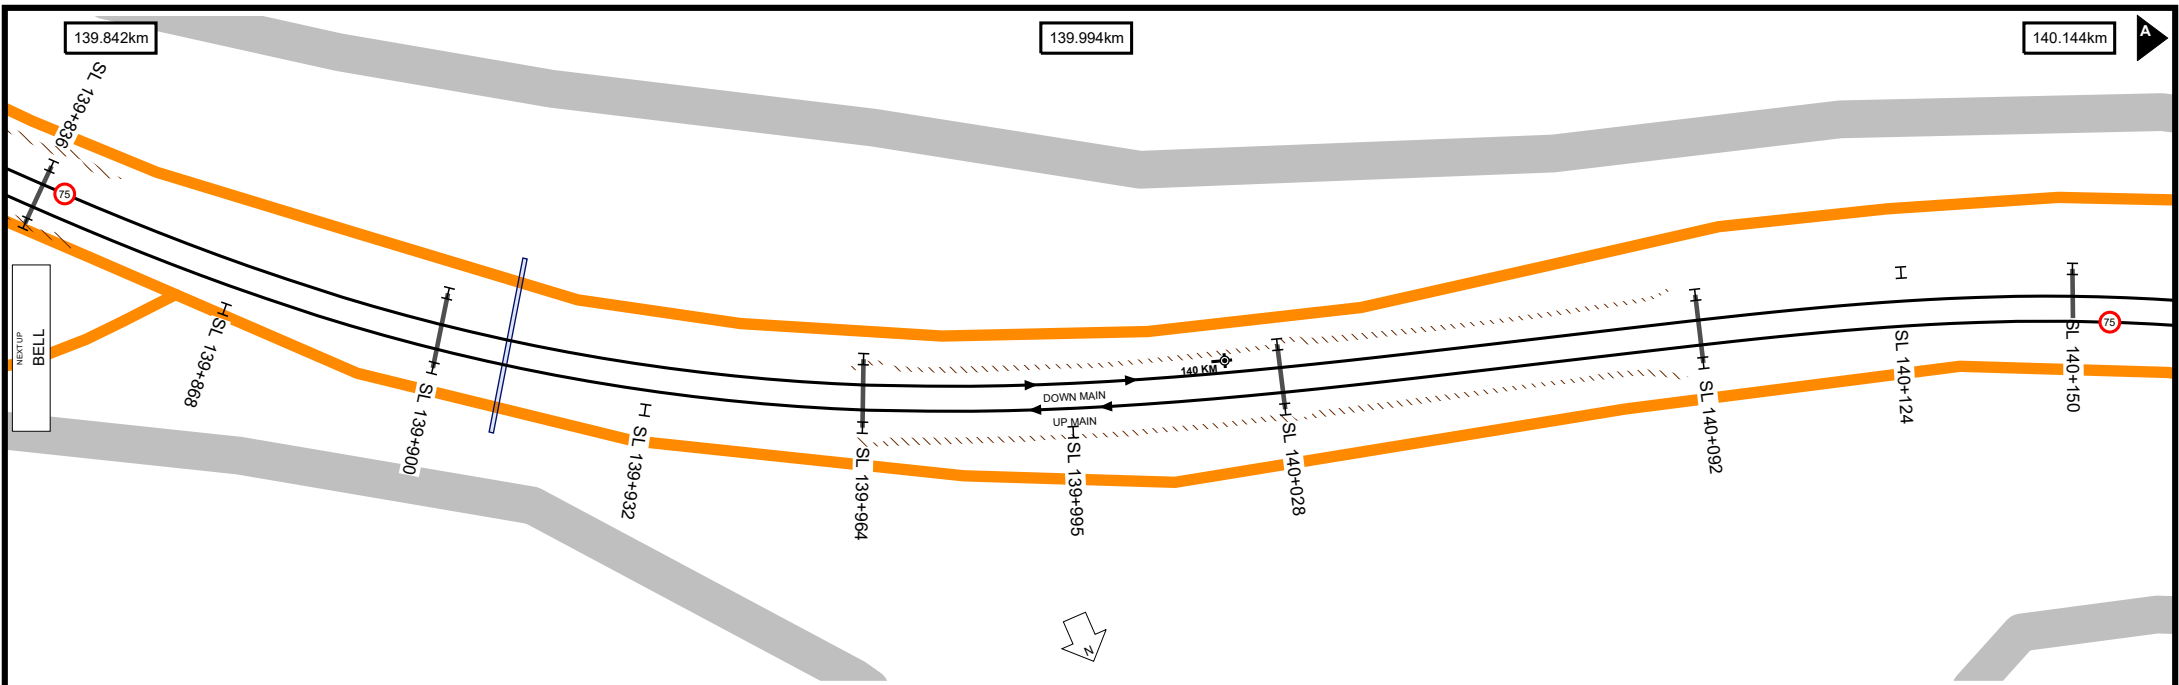 139.842km
139.994km
140.144km
A
SL 139+836
75
NEXT UP
BELL
SL 139+868
SL 139+900
SL 139+932
SL 139+964
DOWN MAIN
UP MAIN
SL 139+995
140 KM
SL 140+028
SL 140+092
SL 140+124
SL 140+150
75
N